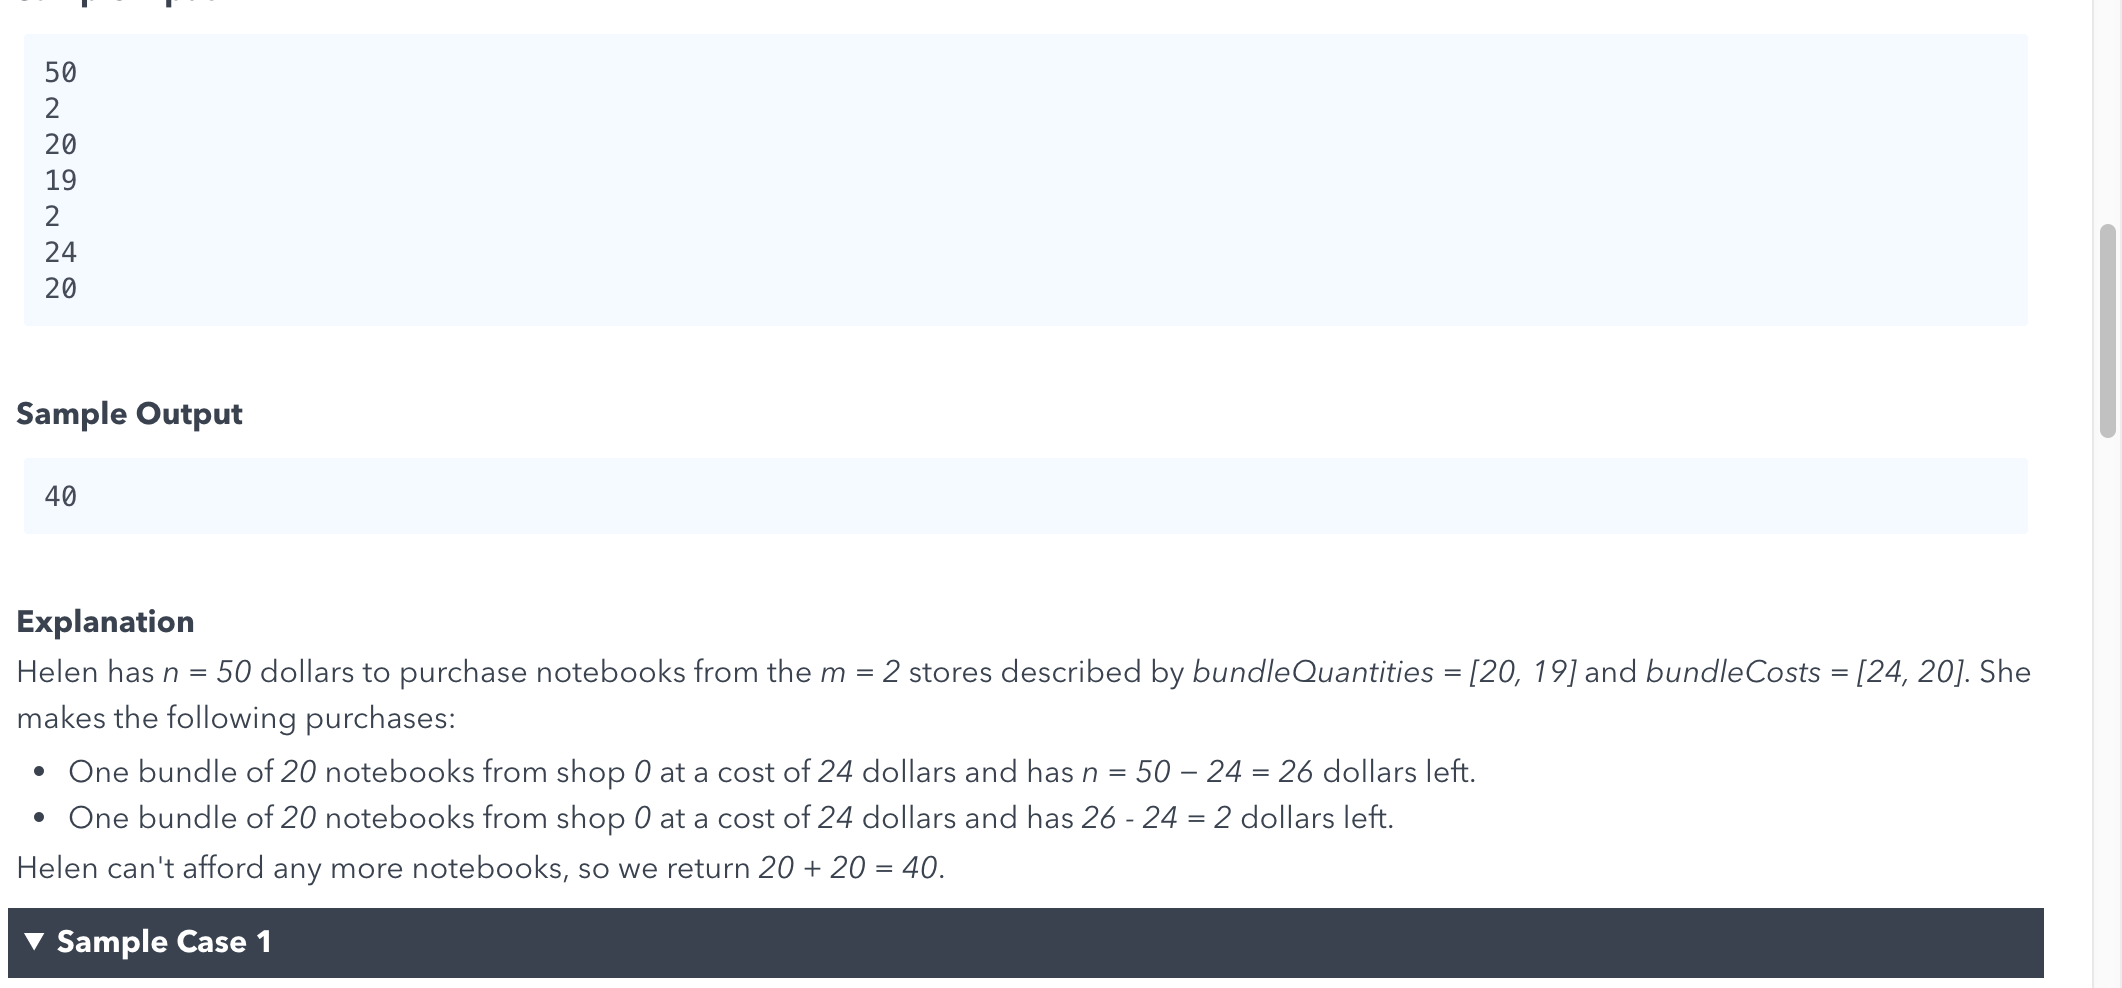 50
2
20
19
2
24
20
Sample Output
40
Explanation
Helen has n = 50 dollars to purchase notebooks from the m = 2 stores described by bundleQuantities = [20, 19] and bundleCosts = [24, 20]. She
makes the following purchases:
• One bundle of 20 notebooks from shop 0 at a cost of 24 dollars and has n = 50 − 24 = 26 dollars left.
• One bundle of 20 notebooks from shop 0 at a cost of 24 dollars and has 26 - 24 = 2 dollars left.
Helen can't afford any more notebooks, so we return 20 + 20 = 40.
▼ Sample Case 1